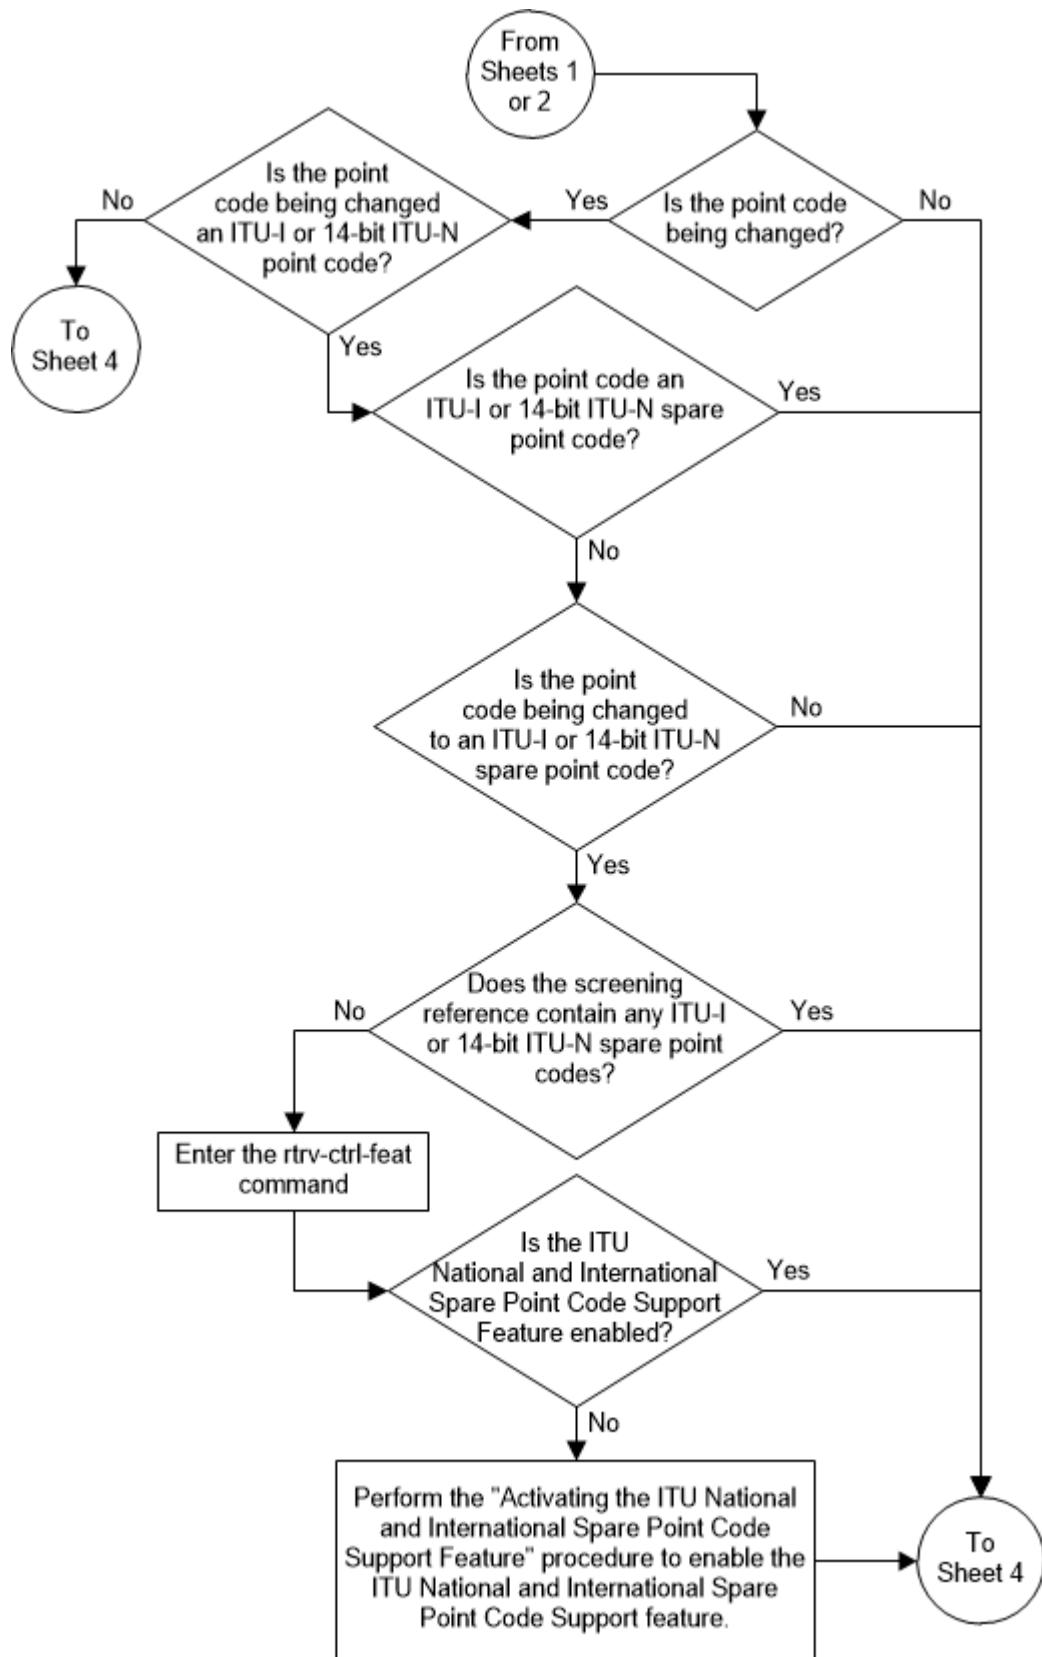 From
Sheets 1
or 2
Is the point code
being changed?
Yes
No
Is the point
code being changed
an ITU-I or 14-bit ITU-N
point code?
No
Yes
To
Sheet 4
Is the point code an
ITU-I or 14-bit ITU-N spare
point code?
Yes
No
Is the point
code being changed
to an ITU-I or 14-bit ITU-N
spare point code?
No
Yes
Does the screening
reference contain any ITU-I
or 14-bit ITU-N spare point
codes?
No
Yes
Enter the rtrv-ctrl-feat
command
Is the ITU
National and International
Spare Point Code Support
Feature enabled?
Yes
No
Perform the "Activating the ITU National
and International Spare Point Code
Support Feature" procedure to enable the
ITU National and International Spare
Point Code Support feature.
To
Sheet 4